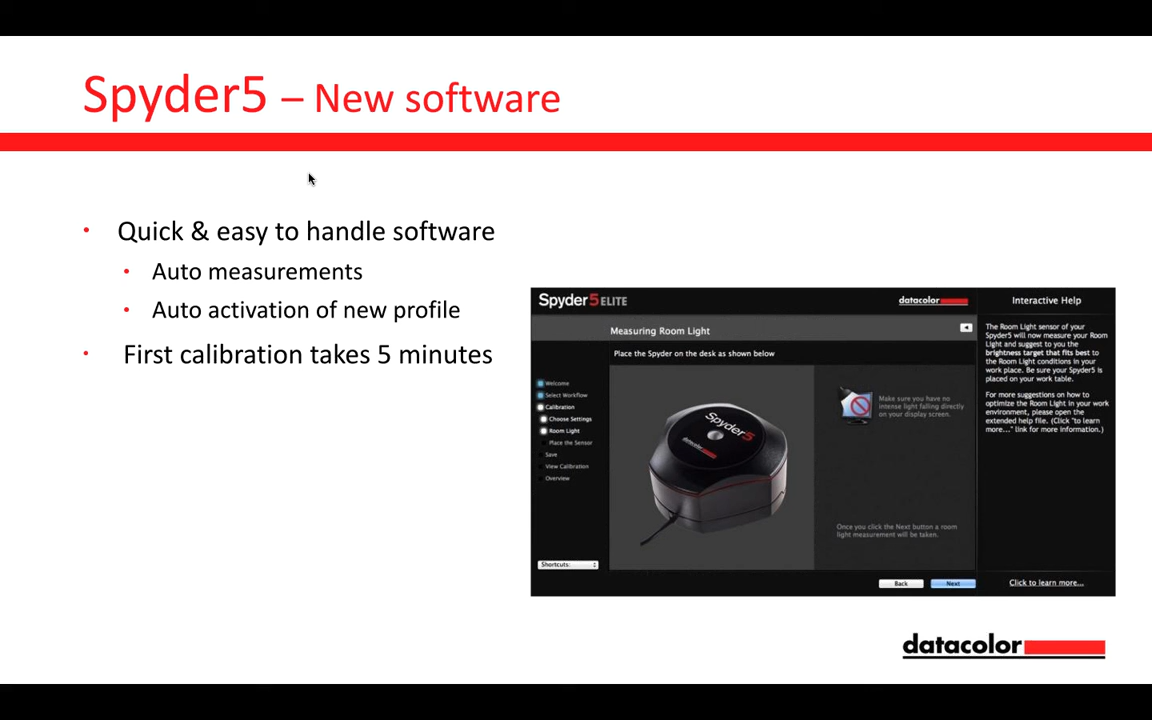 Spyder5 – New software
• Quick & easy to handle software
• Auto measurements
• Auto activation of new profile
• First calibration takes 5 minutes
Spyder5ELITE
datacolor
Interactive Help
Measuring Room Light
Place the Spyder on the desk as shown below
Welcome
Select Workflow
Calibration
Choose Settings
Room Light
Place the Sensor
Save
View Calibration
Overview
Shortcuts:
Spyder5
datacolor
Make sure you have no
intense light falling directly
on your display screen.
Once you click the Next button a room
light measurement will be taken.
Back
Next
The Room Light sensor of your
Spyder5 will now measure your Room
Light and suggest to you the
brightness target that fits best to
the Room Light conditions in your
work place. Be sure your Spyder5 is
placed on your work table.
For more suggestions on how to
optimize the Room Light in your work
environment, please open the
extended help file. (Click "to learn
more..." link for more information.)
Click to learn more...
datacolor